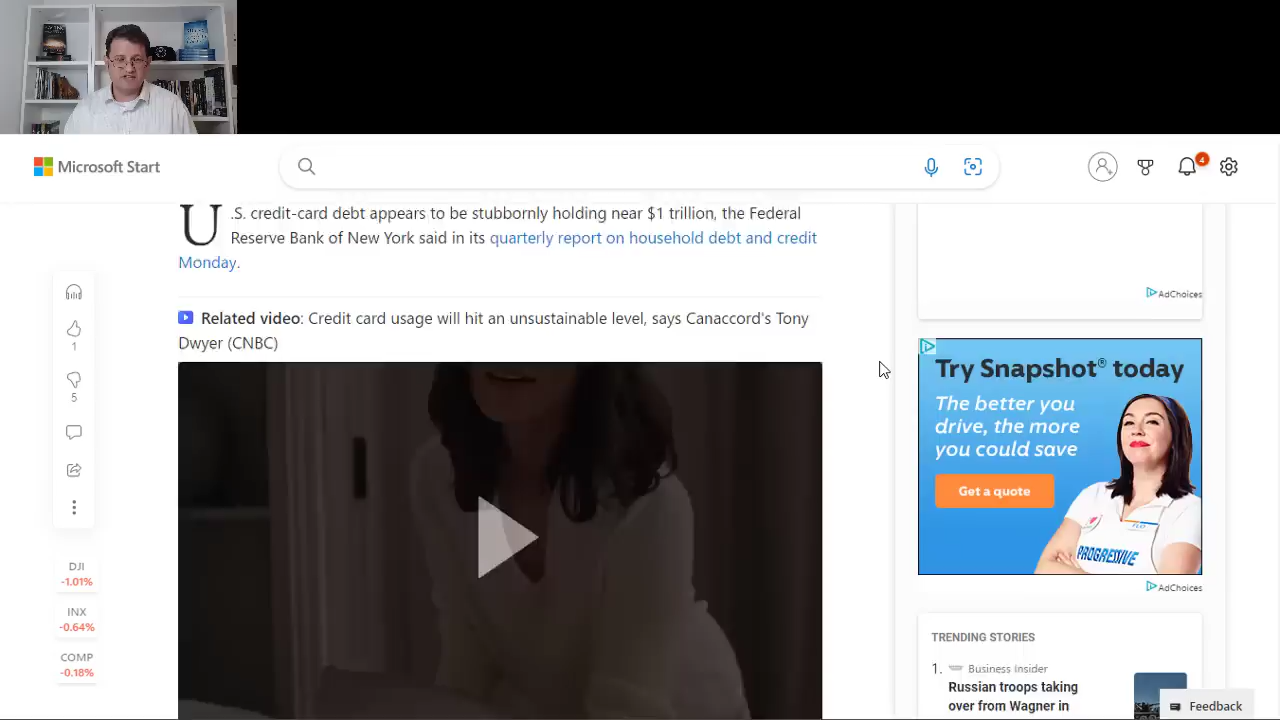 Microsoft Start
4
U.S. credit-card debt appears to be stubbornly holding near $1 trillion, the Federal
Reserve Bank of New York said in its quarterly report on household debt and credit
Monday.
Related video: Credit card usage will hit an unsustainable level, says Canaccord's Tony
Dwyer (CNBC)
1
5
DJI
-1.01%
INX
-0.64%
COMP
-0.18%
AdChoices
Try Snapshot® today
The better you
drive, the more
you could save
Get a quote
FLO
PROGRESSIVE
AdChoices
TRENDING STORIES
1. Business Insider
Russian troops taking
over from Wagner in
Feedback